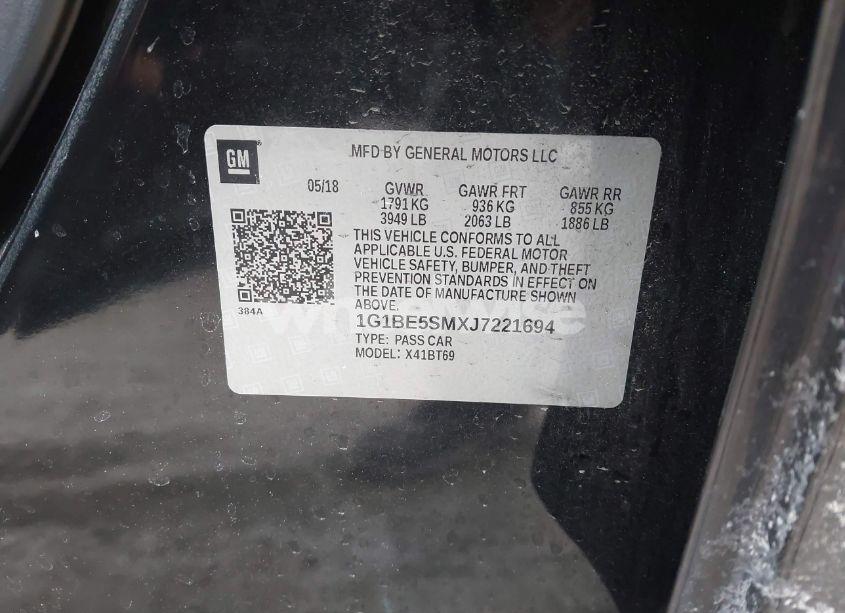 GM
MFD BY GENERAL MOTORS LLC
05/18 GVWR GAWR FRT GAWR RR
1791 KG 936 KG 855 KG
3949 LB 2063 LB 1886 LB
THIS VEHICLE CONFORMS TO ALL
APPLICABLE U.S. FEDERAL MOTOR
VEHICLE SAFETY, BUMPER, AND THEFT
PREVENTION STANDARDS IN EFFECT ON
THE DATE OF MANUFACTURE SHOWN
ABOVE.
384A
1G1BE5SMXJ7221694
TYPE: PASS CAR
MODEL: X41BT69